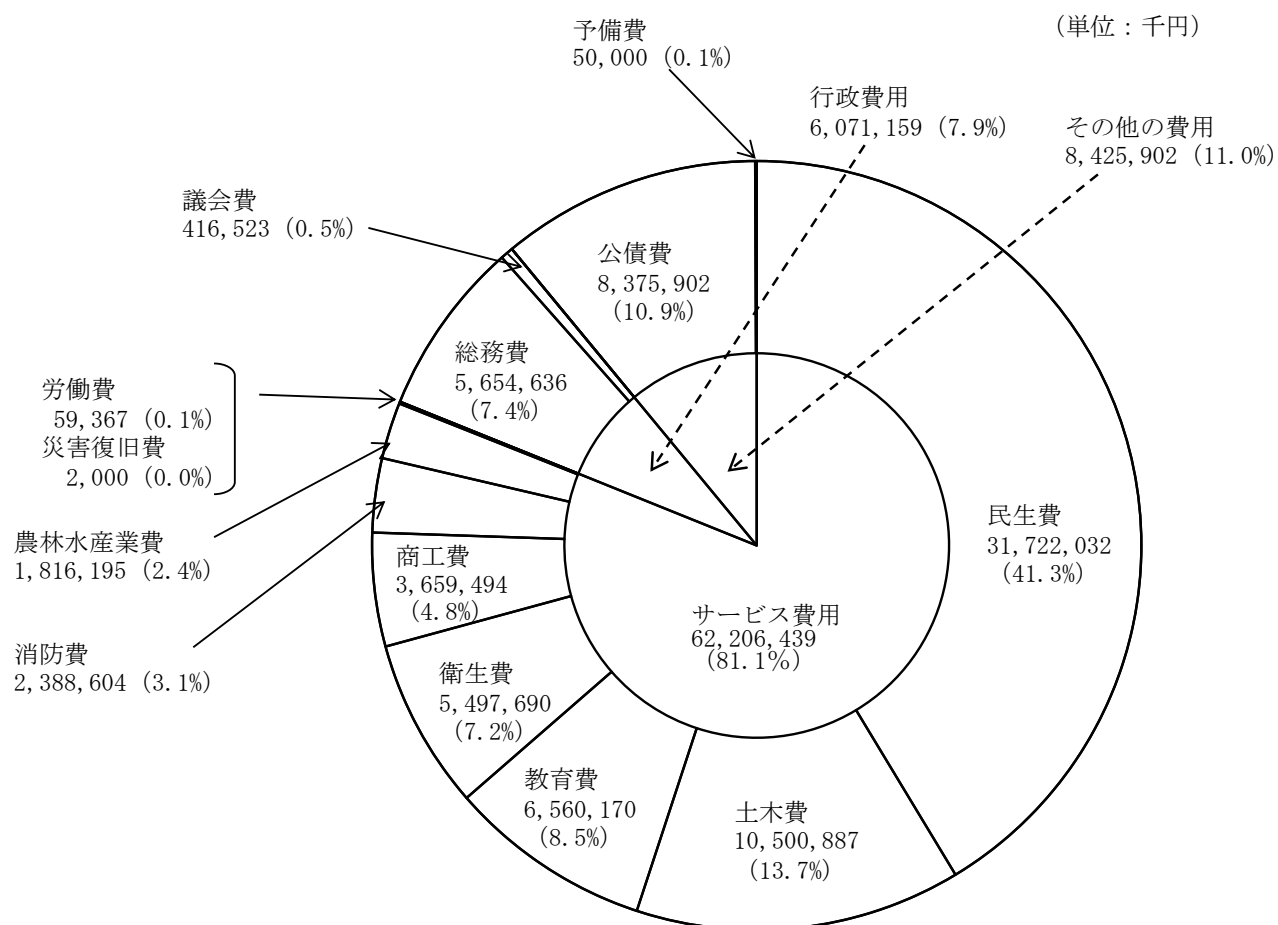 (単位：千円)
予備費
50,000 (0.1%)
行政費用
6,071,159 (7.9%)
その他の費用
8,425,902 (11.0%)
議会費
416,523 (0.5%)
公債費
8,375,902
(10.9%)
総務費
5,654,636
(7.4%)
労働費
59,367 (0.1%)
災害復旧費
2,000 (0.0%)
農林水産業費
1,816,195 (2.4%)
消防費
2,388,604 (3.1%)
商工費
3,659,494
(4.8%)
衛生費
5,497,690
(7.2%)
教育費
6,560,170
(8.5%)
土木費
10,500,887
(13.7%)
民生費
31,722,032
(41.3%)
サービス費用
62,206,439
(81.1%)